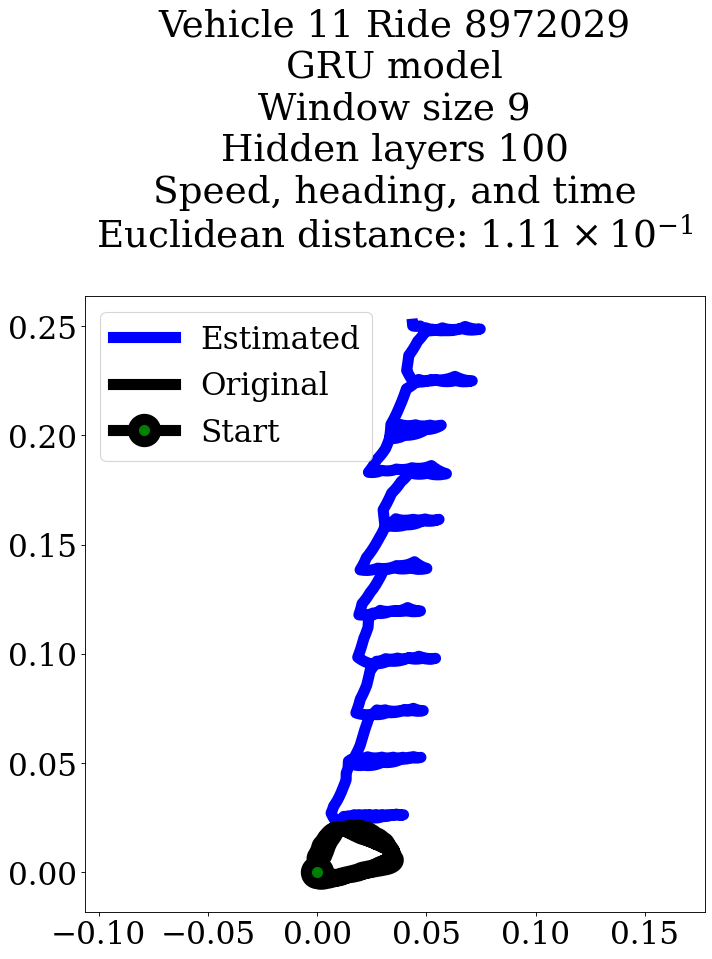 Vehicle 11 Ride 8972029
GRU model
Window size 9
Hidden layers 100
Speed, heading, and time
Euclidean distance: 1.11 × 10⁻¹
Estimated
Original
Start
0.25
0.20
0.15
0.10
0.05
0.00
−0.10 −0.05 0.00 0.05 0.10 0.15